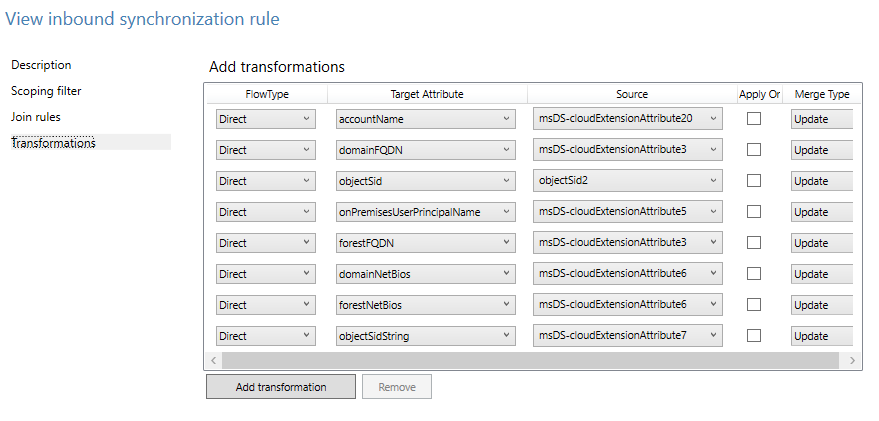 View inbound synchronization rule
Description
Scoping filter
Join rules
Transformations
Add transformations
FlowType Target Attribute Source Apply Or Merge Type
Direct accountName msDS-cloudExtensionAttribute20 Update
Direct domainFQDN msDS-cloudExtensionAttribute3 Update
Direct objectSid objectSid2 Update
Direct onPremisesUserPrincipalName msDS-cloudExtensionAttribute5 Update
Direct forestFQDN msDS-cloudExtensionAttribute3 Update
Direct domainNetBios msDS-cloudExtensionAttribute6 Update
Direct forestNetBios msDS-cloudExtensionAttribute6 Update
Direct objectSidString msDS-cloudExtensionAttribute7 Update
Add transformation Remove